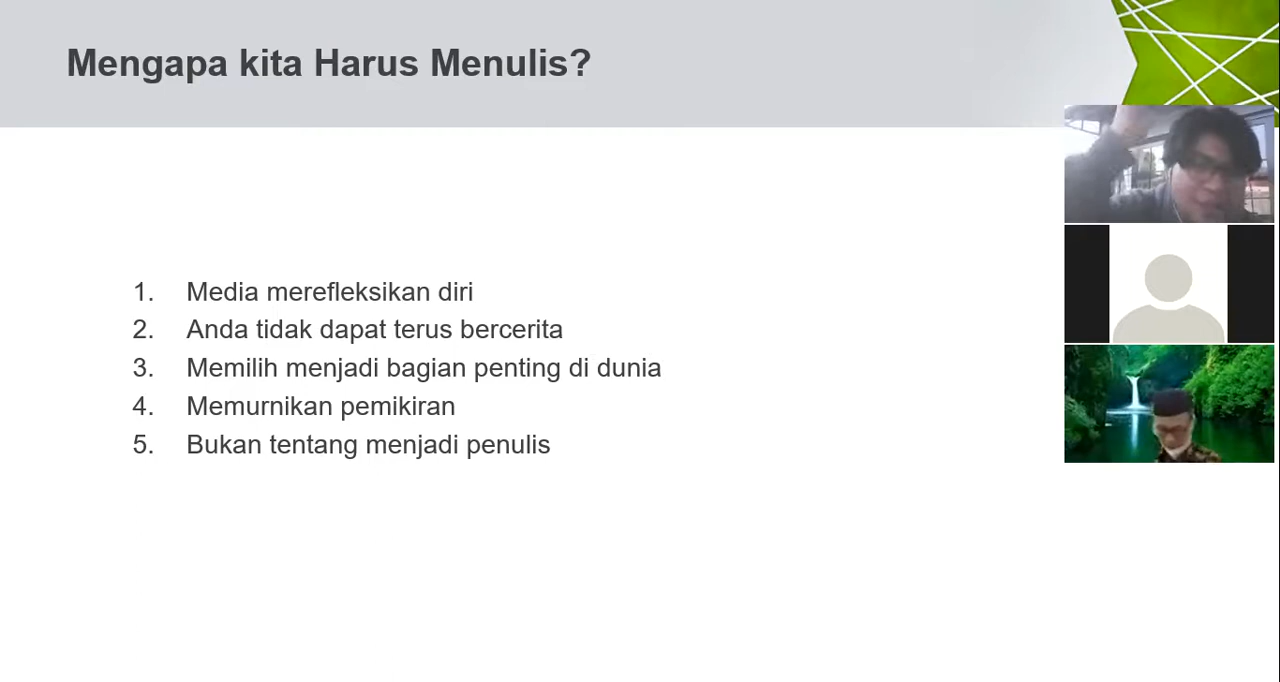 Mengapa kita Harus Menulis?
1. Media merefleksikan diri
2. Anda tidak dapat terus bercerita
3. Memilih menjadi bagian penting di dunia
4. Memurnikan pemikiran
5. Bukan tentang menjadi penulis